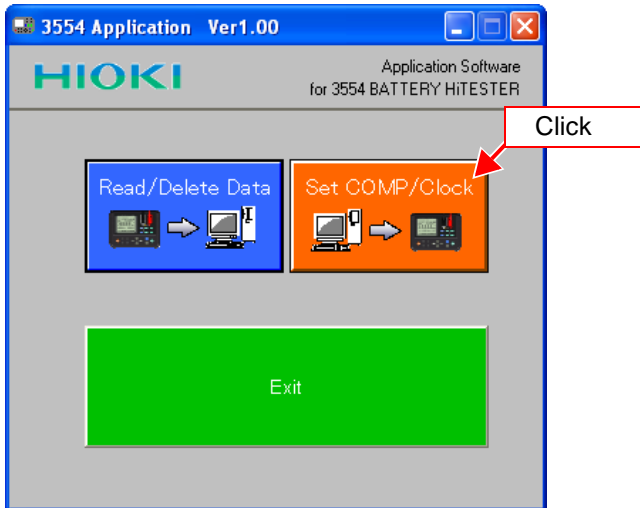 3554 Application Ver1.00
HIOKI
Application Software
for 3554 BATTERY HiTESTER
Click
Read/Delete Data
Set COMP/Clock
Exit